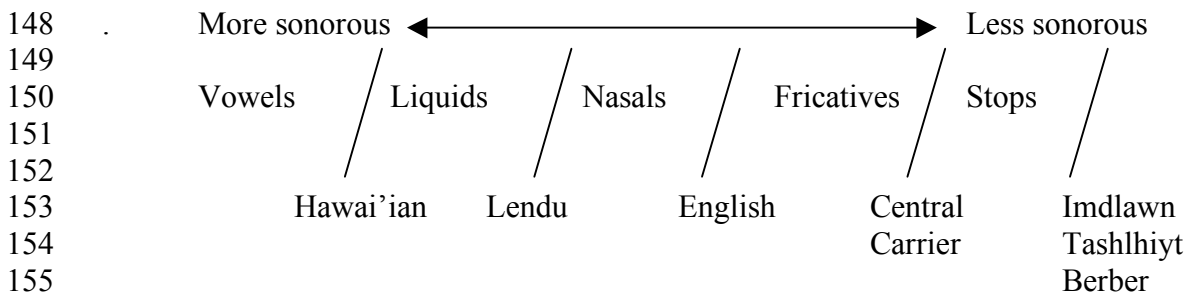 148 . More sonorous Less sonorous
149
150 Vowels Liquids Nasals Fricatives Stops
151
152
153 Hawai’ian Lendu English Central Imdlawn
154 Carrier Tashlhiyt
155 Berber